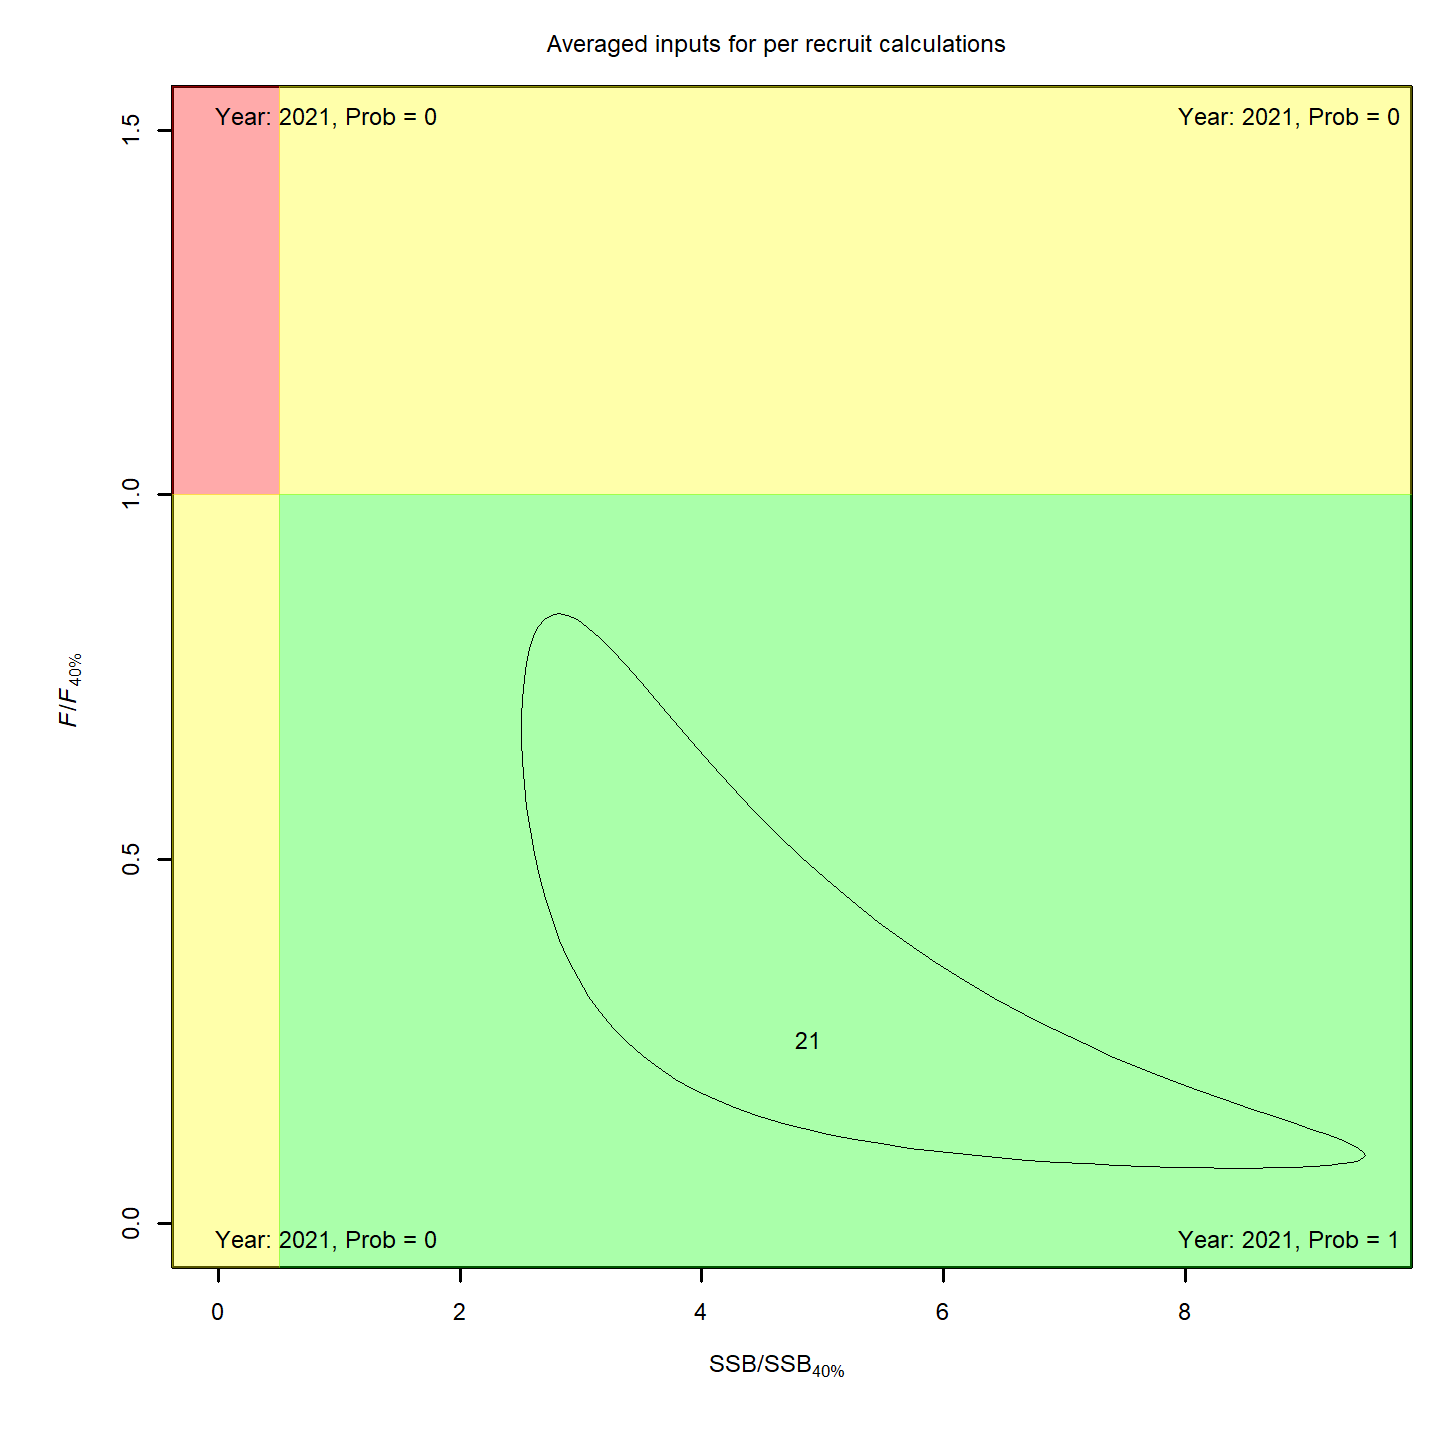 Averaged inputs for per recruit calculations
Year: 2021, Prob = 0
Year: 2021, Prob = 0
1.5
1.0
0.5
0.0
F/F40%
21
Year: 2021, Prob = 0
Year: 2021, Prob = 1
0
2
4
6
8
SSB/SSB40%